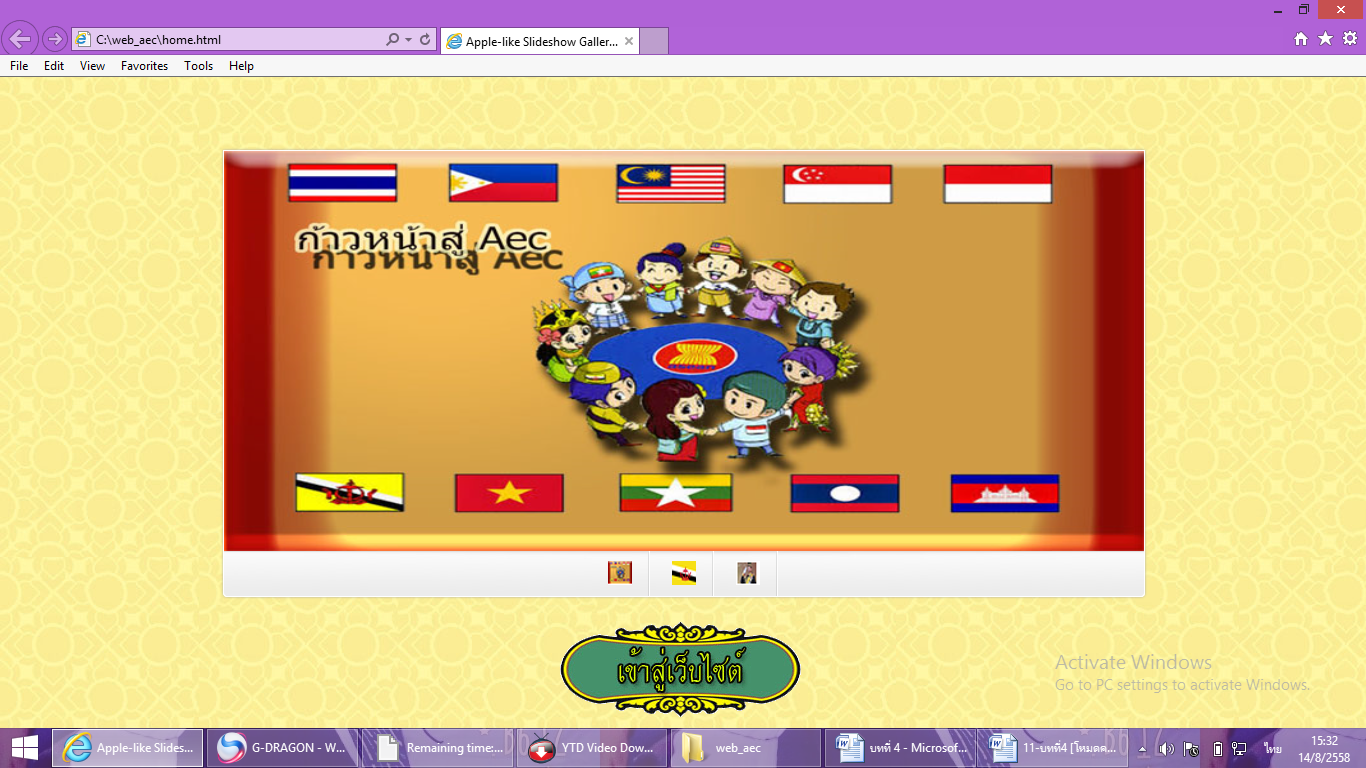 C:\web_aec\home.html
Apple-like Slideshow Galler...
File Edit View Favorites Tools Help
ก้าวหน้าสู่ Aec
เข้าสู่เว็บไซต์
Activate Windows
Go to PC settings to activate Windows.
Apple-like Slides...
G-DRAGON - W...
Remaining time:...
YTD Video Dow...
web_aec
บทที่ 4 - Microsof...
11-บทที่4 [โหมดค...
ไทย
15:32
14/8/2558